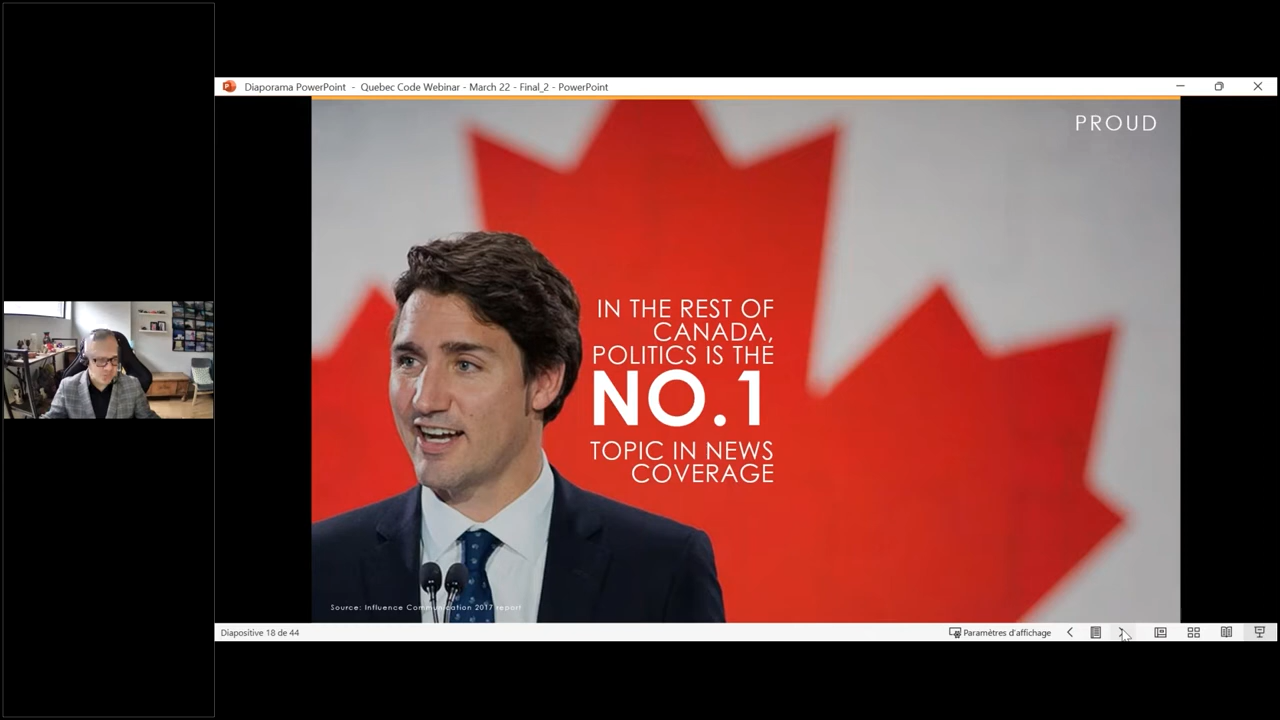 Diaporama PowerPoint - Quebec Code Webinar - March 22 - Final_2 - PowerPoint
PROUD
IN THE REST OF
CANADA,
POLITICS IS THE
NO.1
TOPIC IN NEWS
COVERAGE
Source: Influence Communication 2017 report
Diapositive 18 de 44
Paramètres d'affichage